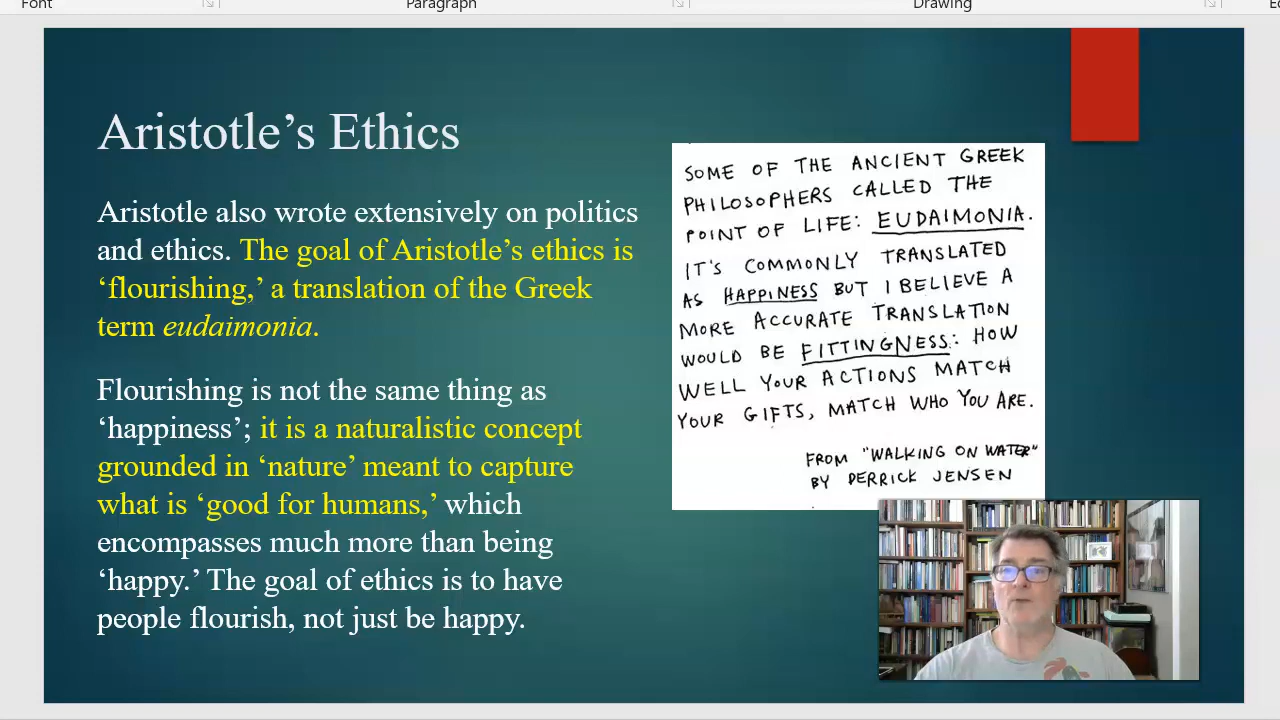 Font
Paragraph
Drawing
Aristotle’s Ethics
Aristotle also wrote extensively on politics
and ethics. The goal of Aristotle’s ethics is
‘flourishing,’ a translation of the Greek
term eudaimonia.
Flourishing is not the same thing as
‘happiness’; it is a naturalistic concept
grounded in ‘nature’ meant to capture
what is ‘good for humans,’ which
encompasses much more than being
‘happy.’ The goal of ethics is to have
people flourish, not just be happy.
SOME OF THE ANCIENT GREEK
PHILOSOPHERS CALLED THE
POINT OF LIFE: EUDAIMONIA.
IT'S COMMONLY TRANSLATED
AS HAPPINESS BUT I BELIEVE A
MORE ACCURATE TRANSLATION
WOULD BE FITTINGNESS: HOW
WELL YOUR ACTIONS MATCH
YOUR GIFTS, MATCH WHO YOU ARE.
FROM "WALKING ON WATER"
BY DERRICK JENSEN